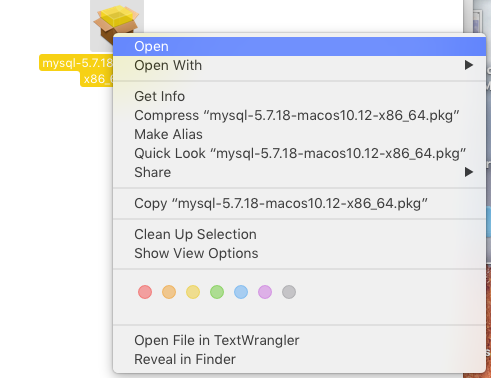 mysql-5.7.18
x86_6
Open
Open With
Get Info
Compress “mysql-5.7.18-macos10.12-x86_64.pkg”
Make Alias
Quick Look “mysql-5.7.18-macos10.12-x86_64.pkg”
Share
Copy “mysql-5.7.18-macos10.12-x86_64.pkg”
Clean Up Selection
Show View Options
Open File in TextWrangler
Reveal in Finder